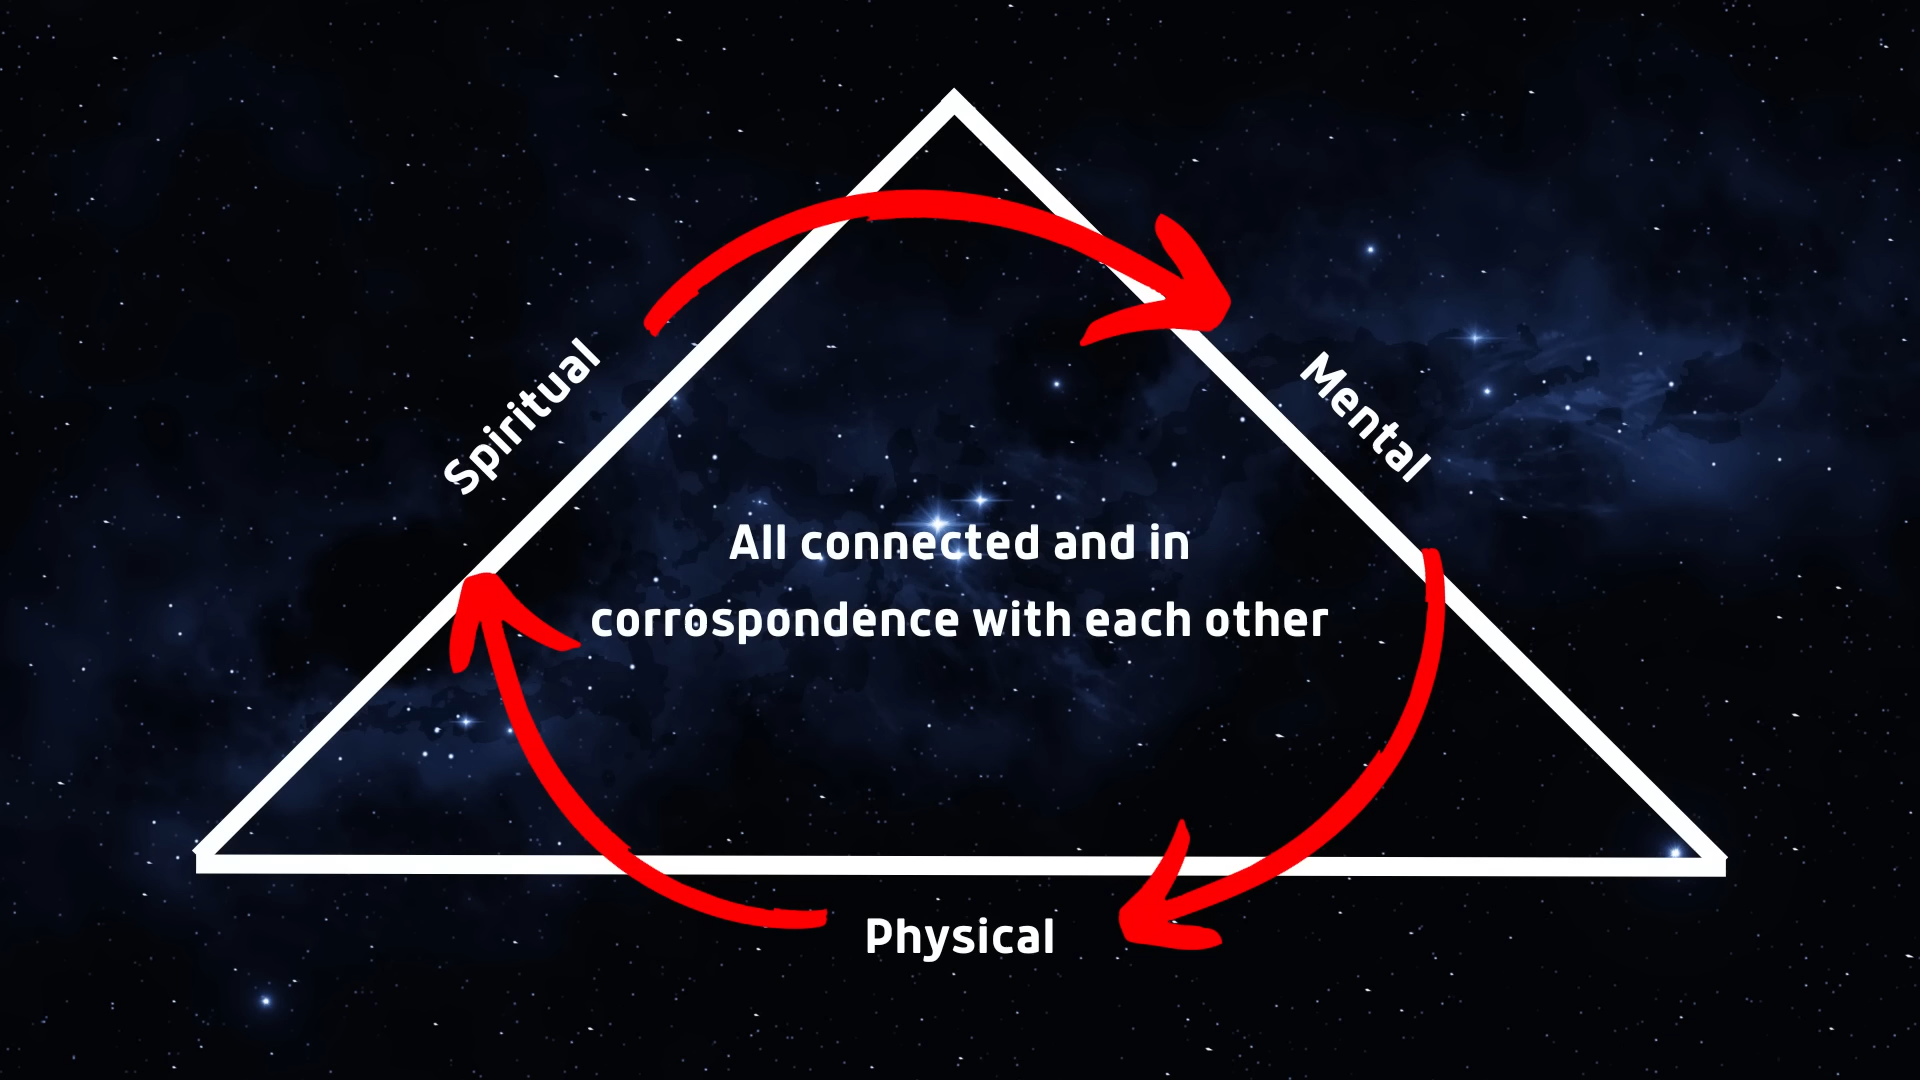 Spiritual
Mental
All connected and in
corrospondence with each other
Physical